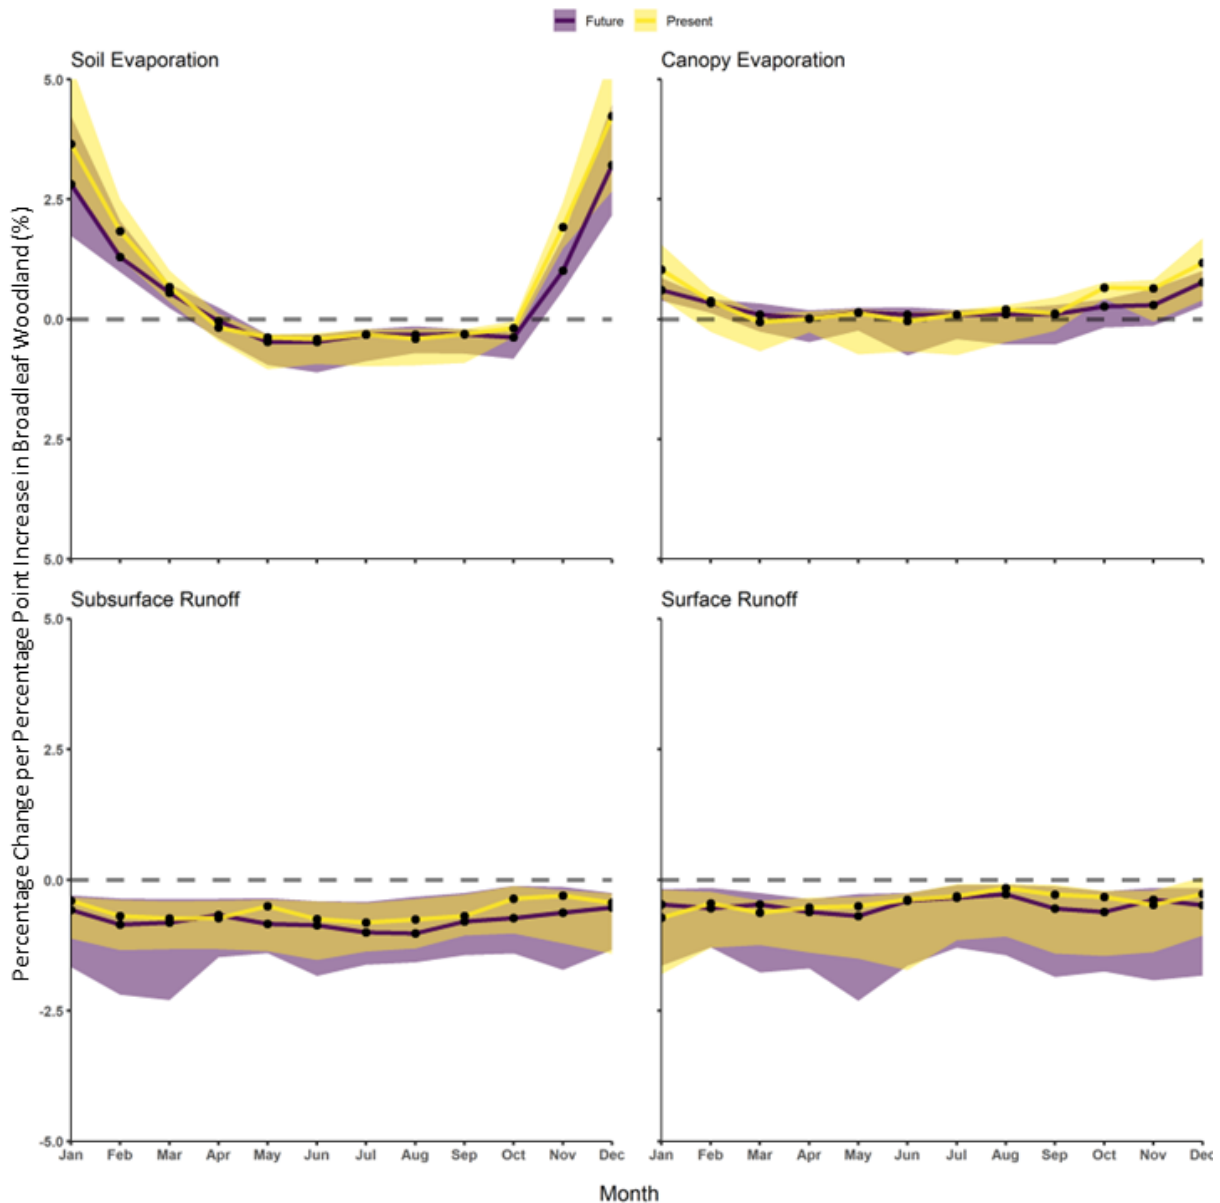 Future Present
Soil Evaporation
Canopy Evaporation
5.0
2.5
0.0
2.5
5.0
Percentage Change per Percentage Point Increase in Broadleaf Woodland (%)
Subsurface Runoff
Surface Runoff
5.0
2.5
0.0
-2.5
-5.0
Jan Feb Mar Apr May Jun Jul Aug Sep Oct Nov Dec
Jan Feb Mar Apr May Jun Jul Aug Sep Oct Nov Dec
Month